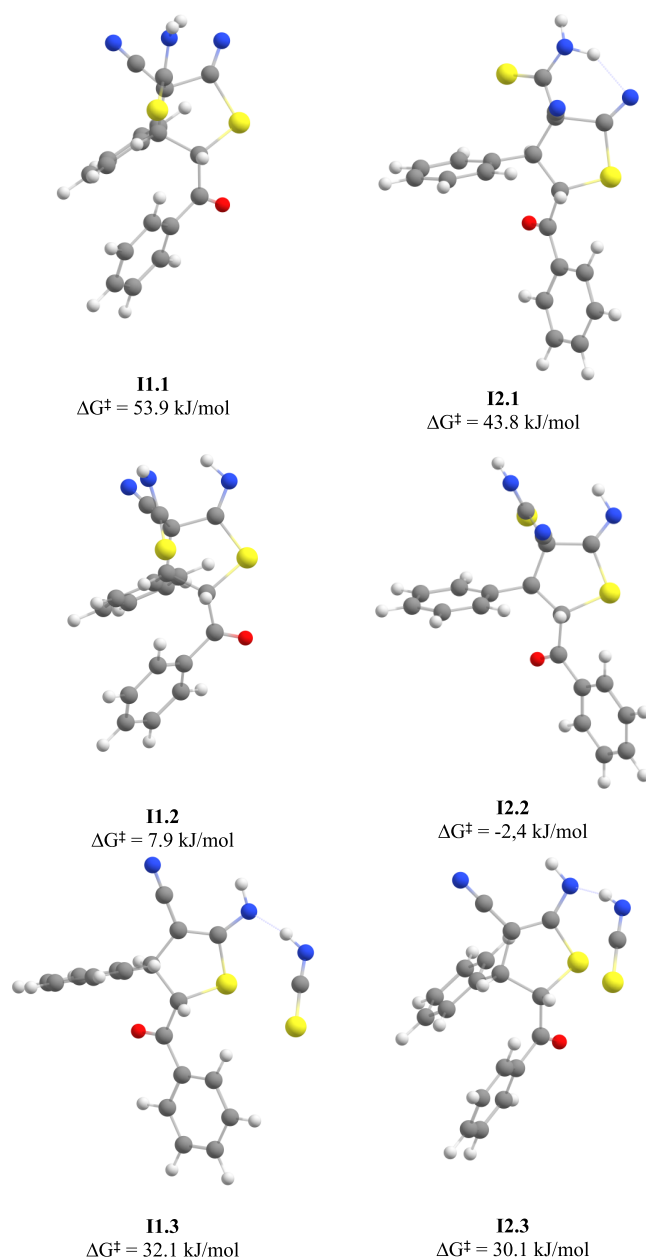 I1.1
ΔG‡ = 53.9 kJ/mol
I2.1
ΔG‡ = 43.8 kJ/mol
I1.2
ΔG‡ = 7.9 kJ/mol
I2.2
ΔG‡ = -2,4 kJ/mol
I1.3
ΔG‡ = 32.1 kJ/mol
I2.3
ΔG‡ = 30.1 kJ/mol